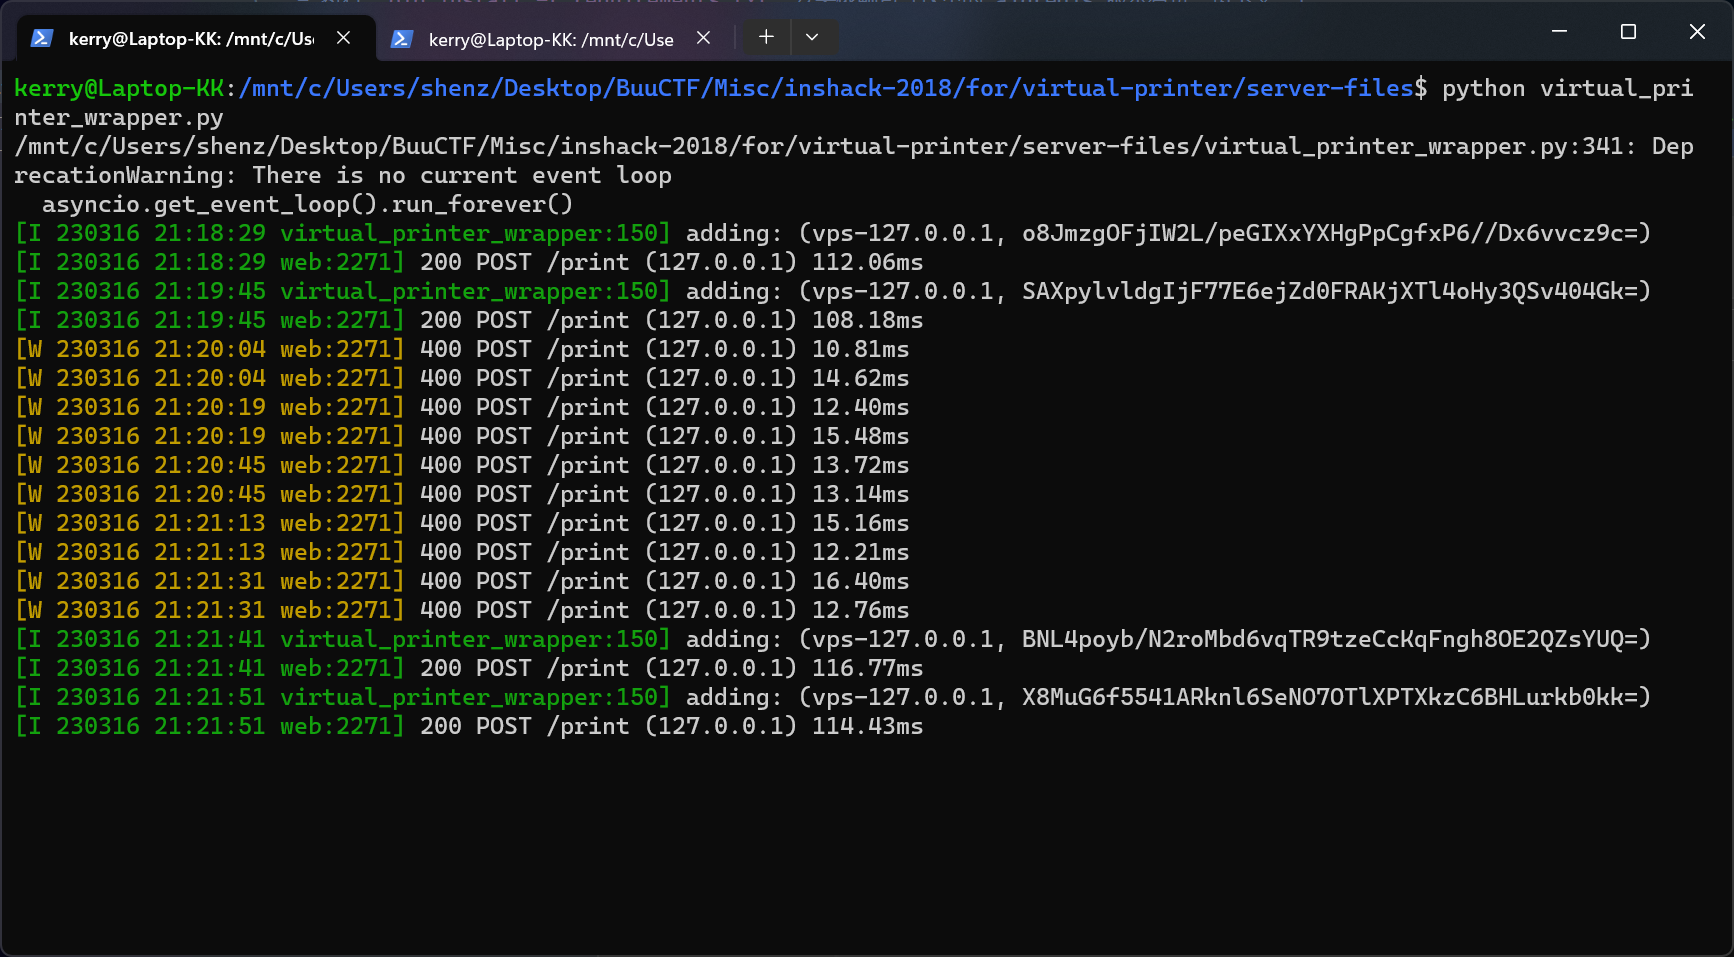 kerry@Laptop-KK: /mnt/c/Us
kerry@Laptop-KK: /mnt/c/Use
kerry@Laptop-KK:/mnt/c/Users/shenz/Desktop/BuuCTF/Misc/inshack-2018/for/virtual-printer/server-files$ python virtual_pri
nter_wrapper.py
/mnt/c/Users/shenz/Desktop/BuuCTF/Misc/inshack-2018/for/virtual-printer/server-files/virtual_printer_wrapper.py:341: Dep
recationWarning: There is no current event loop
  asyncio.get_event_loop().run_forever()
[I 230316 21:18:29 virtual_printer_wrapper:150] adding: (vps-127.0.0.1, o8JmzgOFjIW2L/peGIXxYXHgPpCgfxP6//Dx6vvcz9c=)
[I 230316 21:18:29 web:2271] 200 POST /print (127.0.0.1) 112.06ms
[I 230316 21:19:45 virtual_printer_wrapper:150] adding: (vps-127.0.0.1, SAXpylvldgIjF77E6ejZd0FRAKjXTl4oHy3QSv404Gk=)
[I 230316 21:19:45 web:2271] 200 POST /print (127.0.0.1) 108.18ms
[W 230316 21:20:04 web:2271] 400 POST /print (127.0.0.1) 10.81ms
[W 230316 21:20:04 web:2271] 400 POST /print (127.0.0.1) 14.62ms
[W 230316 21:20:19 web:2271] 400 POST /print (127.0.0.1) 12.40ms
[W 230316 21:20:19 web:2271] 400 POST /print (127.0.0.1) 15.48ms
[W 230316 21:20:45 web:2271] 400 POST /print (127.0.0.1) 13.72ms
[W 230316 21:20:45 web:2271] 400 POST /print (127.0.0.1) 13.14ms
[W 230316 21:21:13 web:2271] 400 POST /print (127.0.0.1) 15.16ms
[W 230316 21:21:13 web:2271] 400 POST /print (127.0.0.1) 12.21ms
[W 230316 21:21:31 web:2271] 400 POST /print (127.0.0.1) 16.40ms
[W 230316 21:21:31 web:2271] 400 POST /print (127.0.0.1) 12.76ms
[I 230316 21:21:41 virtual_printer_wrapper:150] adding: (vps-127.0.0.1, BNL4poyb/N2roMbd6vqTR9tzeCcKqFngh8OE2QZsYUQ=)
[I 230316 21:21:41 web:2271] 200 POST /print (127.0.0.1) 116.77ms
[I 230316 21:21:51 virtual_printer_wrapper:150] adding: (vps-127.0.0.1, X8MuG6f5541ARknl6SeNO7OTlXPTXkzC6BHLurkb0kk=)
[I 230316 21:21:51 web:2271] 200 POST /print (127.0.0.1) 114.43ms